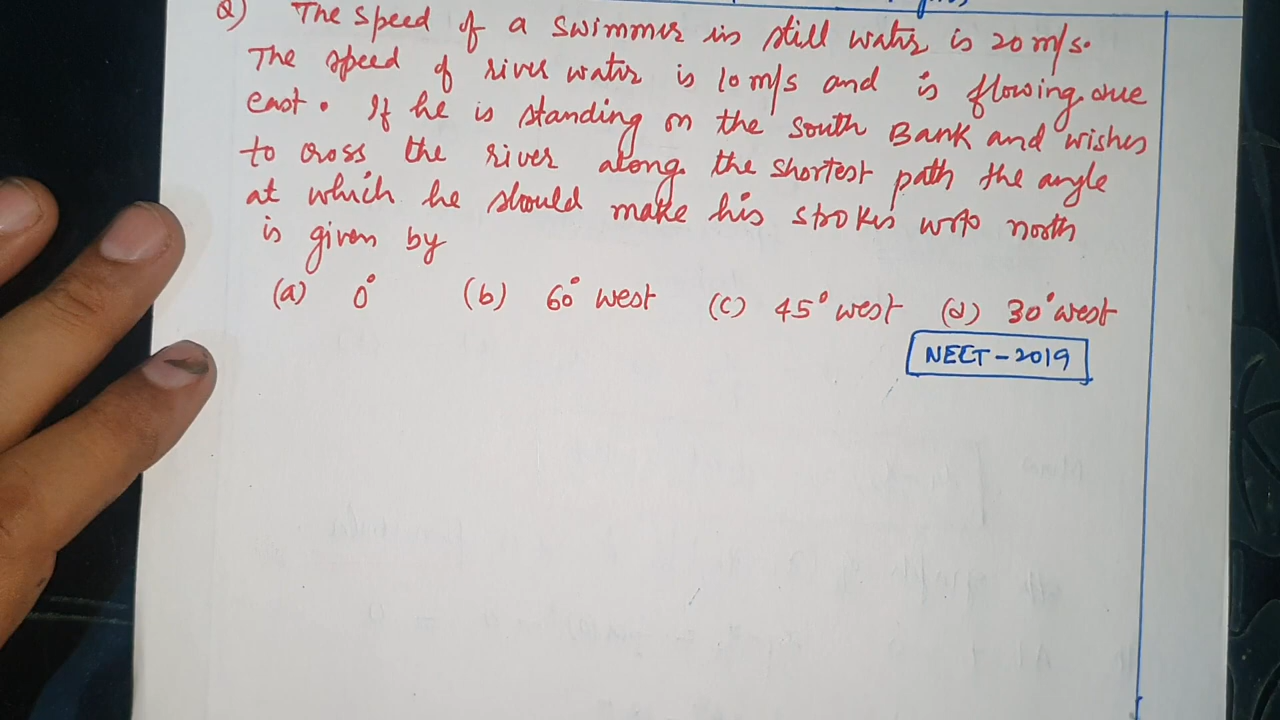 Q) The speed of a swimmer in still water is 20 m/s.
The speed of river water is 10 m/s and is flowing due
east. If he is standing on the south Bank and wishes
to cross the river along the shortest path the angle
at which he should make his strokes w.r.to north
is given by
(a) 0° (b) 60° west (c) 45° west (d) 30° west
NEET-2019